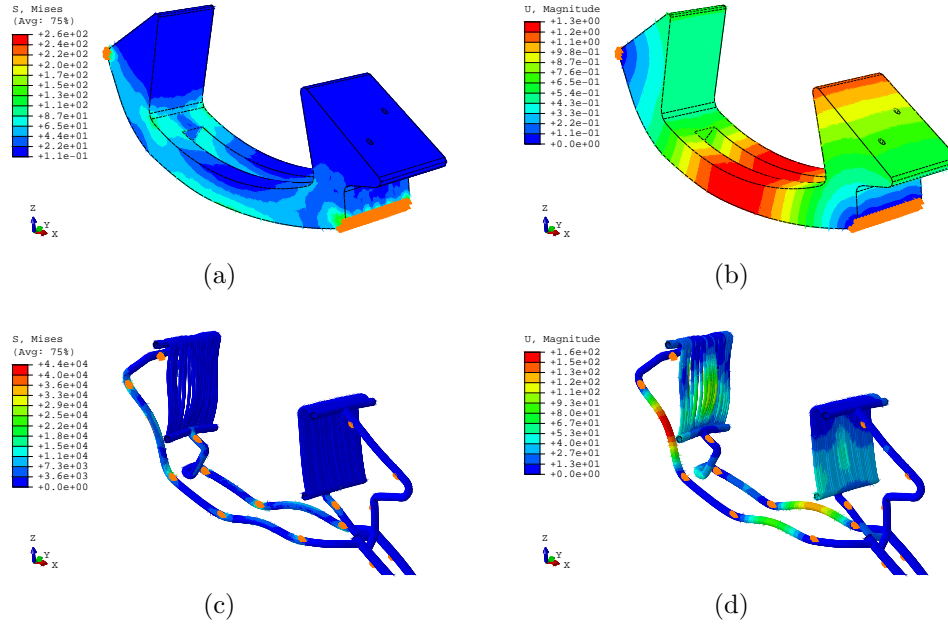 S, Mises
(Avg: 75%)
+2.6e+02
+2.4e+02
+2.2e+02
+2.0e+02
+1.7e+02
+1.5e+02
+1.3e+02
+1.1e+02
+8.7e+01
+6.5e+01
+4.4e+01
+2.2e+01
+1.1e-01
Z
Y
X
(a)
U, Magnitude
+1.3e+00
+1.2e+00
+1.1e+00
+9.8e-01
+8.7e-01
+7.6e-01
+6.5e-01
+5.4e-01
+4.3e-01
+3.3e-01
+2.2e-01
+1.1e-01
+0.0e+00
Z
Y
X
(b)
S, Mises
(Avg: 75%)
+4.4e+04
+4.0e+04
+3.6e+04
+3.3e+04
+2.9e+04
+2.5e+04
+2.2e+04
+1.8e+04
+1.5e+04
+1.1e+04
+7.3e+03
+3.6e+03
+0.0e+00
Z
Y
X
(c)
U, Magnitude
+1.6e+02
+1.5e+02
+1.3e+02
+1.2e+02
+1.1e+02
+9.3e+01
+8.0e+01
+6.7e+01
+5.3e+01
+4.0e+01
+2.7e+01
+1.3e+01
+0.0e+00
Z
Y
X
(d)